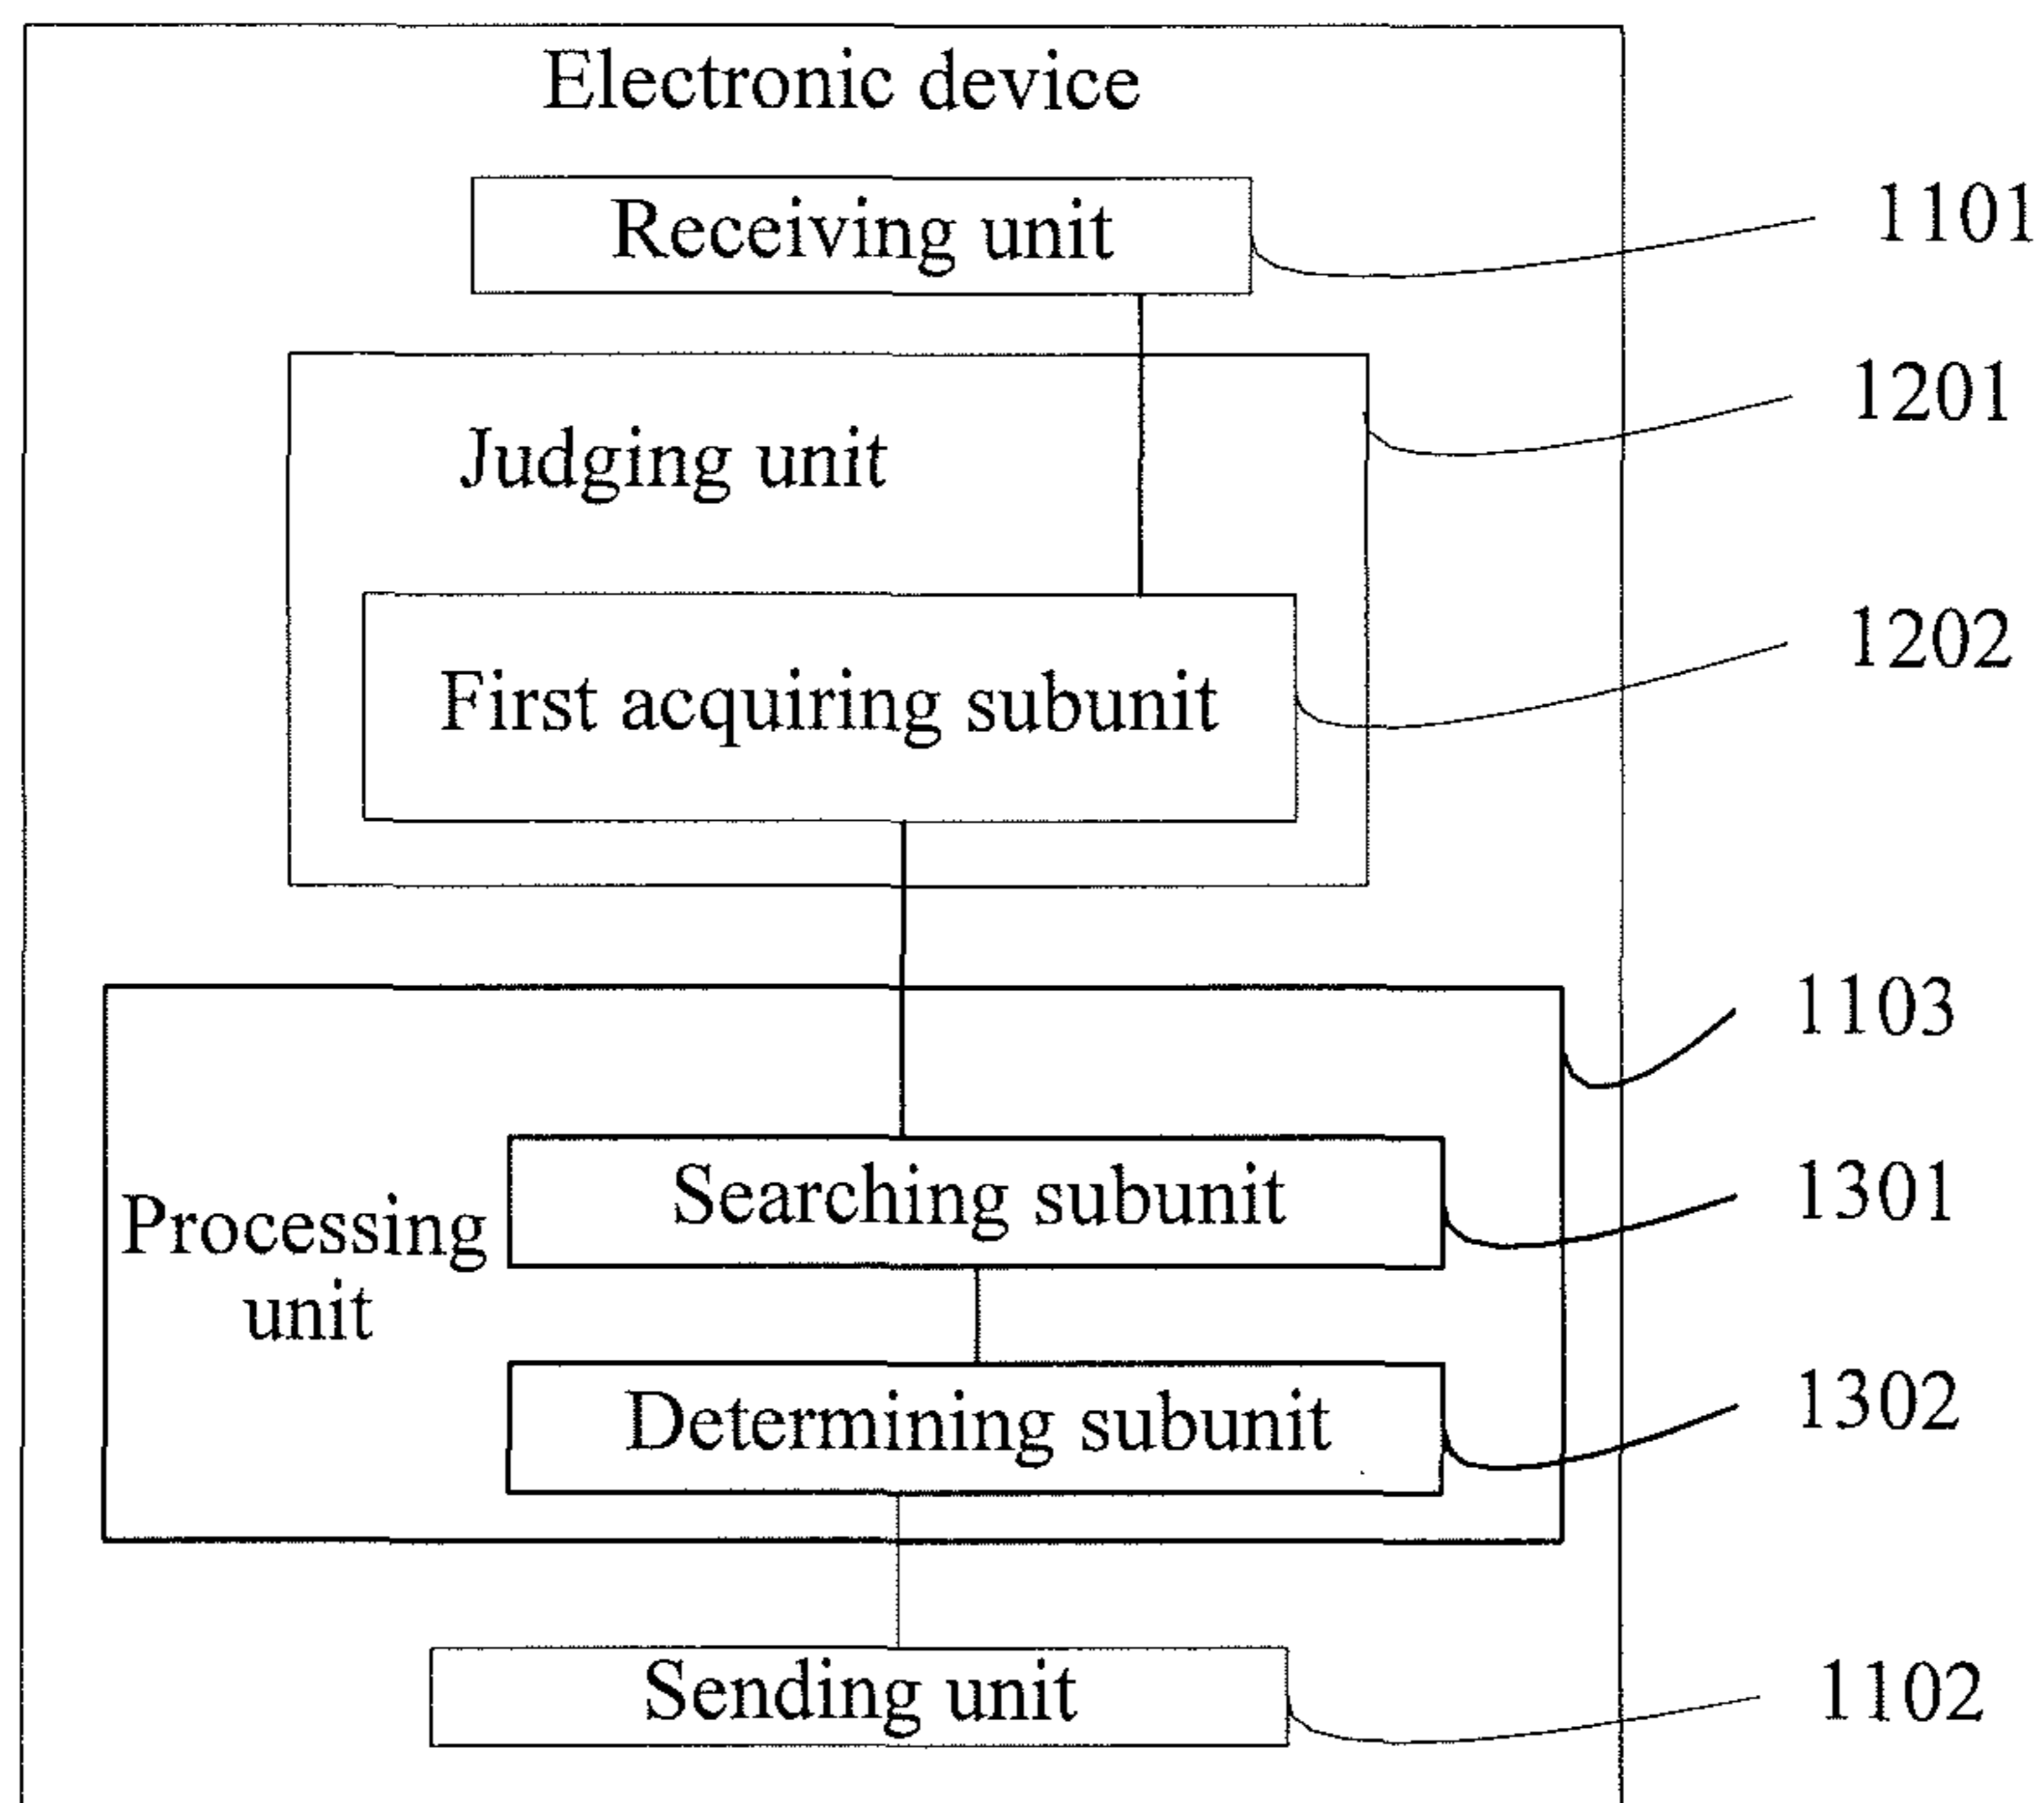 Electronic device
Receiving unit
1101
Judging unit
1201
First acquiring subunit
1202
1103
Processing
unit
Searching subunit
1301
Determining subunit
1302
Sending unit
1102